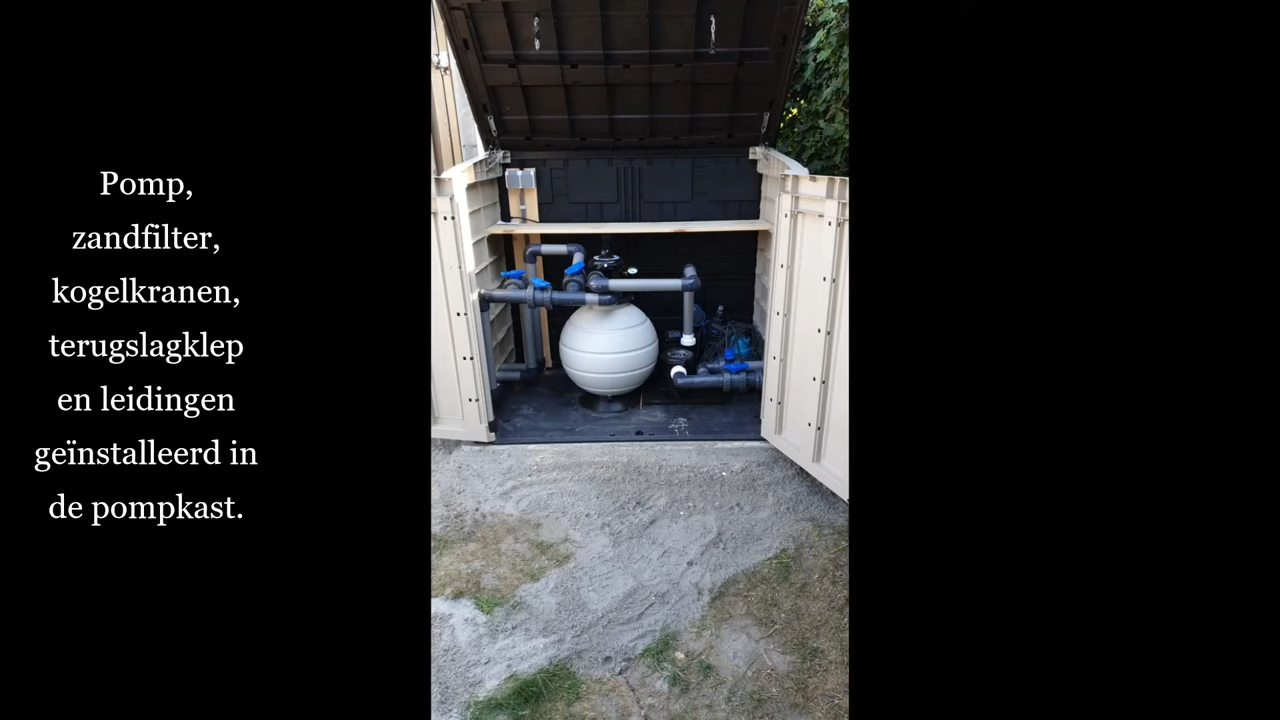 Pomp,
zandfilter,
kogelkranen,
terugslagklep
en leidingen
geïnstalleerd in
de pompkast.